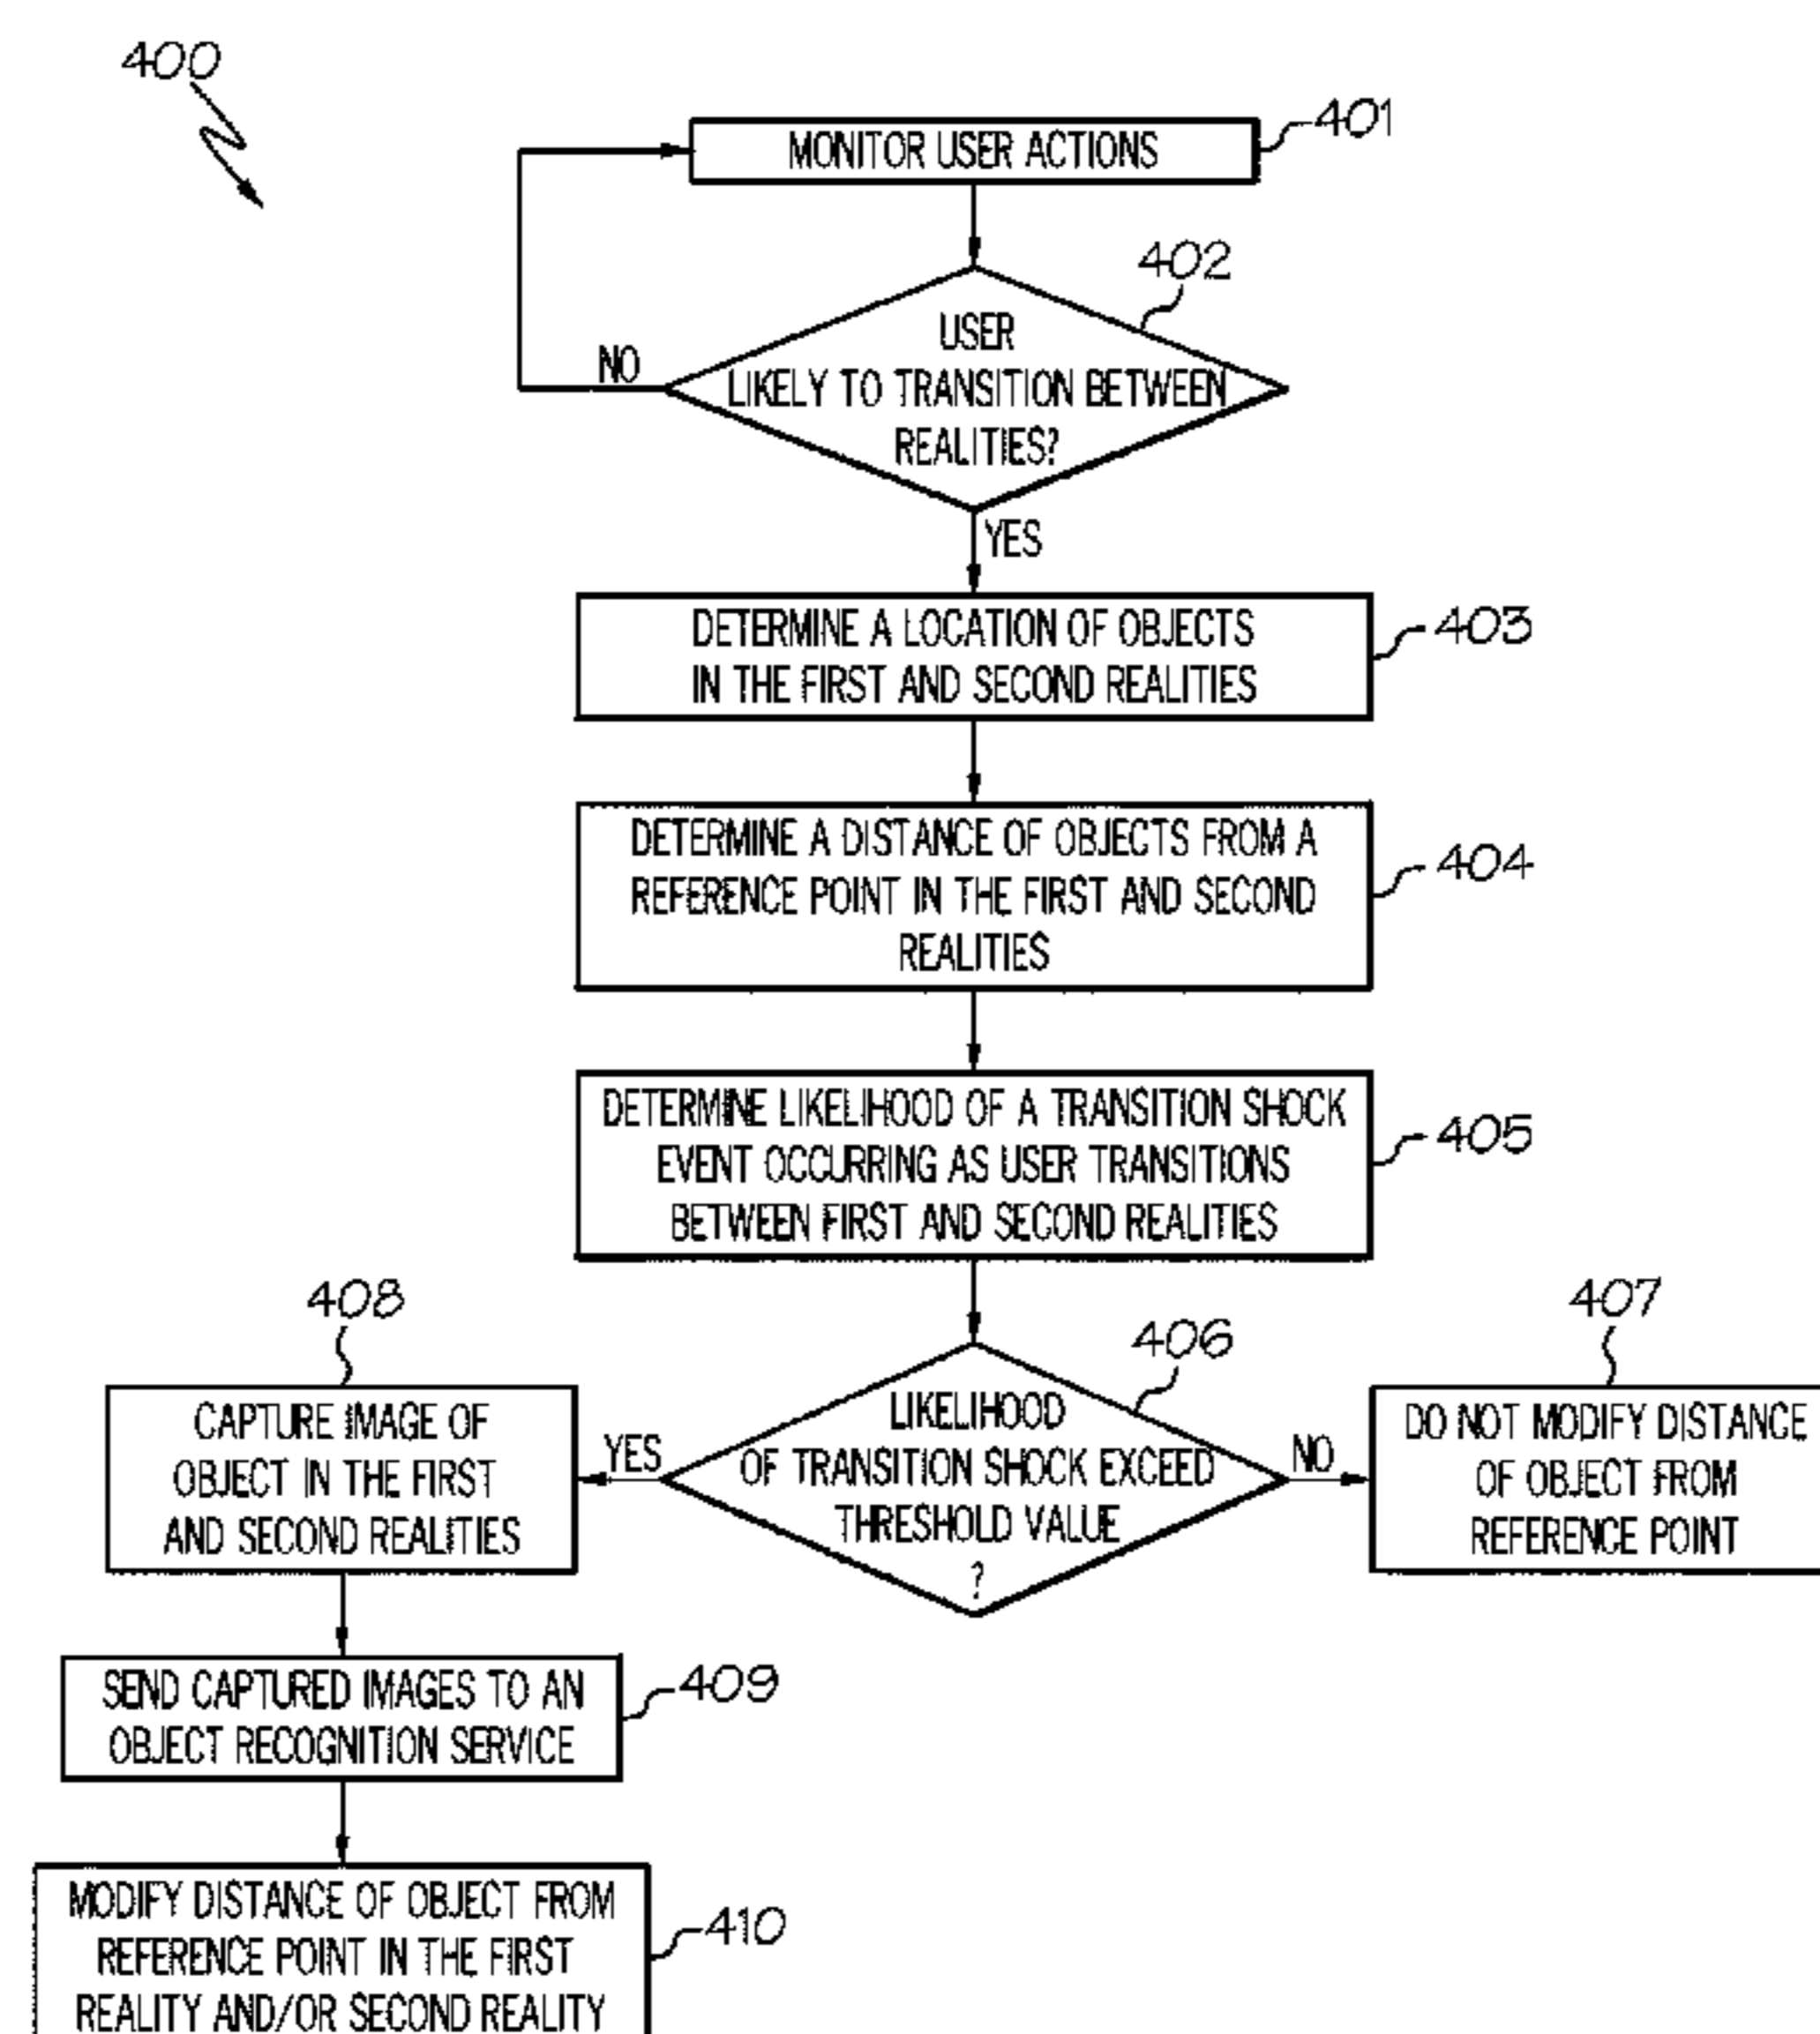 400
MONITOR USER ACTIONS
401
402
USER
LIKELY TO TRANSITION BETWEEN
REALITIES?
NO
YES
DETERMINE A LOCATION OF OBJECTS
IN THE FIRST AND SECOND REALITIES
403
DETERMINE A DISTANCE OF OBJECTS FROM A
REFERENCE POINT IN THE FIRST AND SECOND
REALITIES
404
DETERMINE LIKELIHOOD OF A TRANSITION SHOCK
EVENT OCCURRING AS USER TRANSITIONS
BETWEEN FIRST AND SECOND REALITIES
405
406
LIKELIHOOD
OF TRANSITION SHOCK EXCEED
THRESHOLD VALUE
?
YES
NO
408
CAPTURE IMAGE OF
OBJECT IN THE FIRST
AND SECOND REALITIES
407
DO NOT MODIFY DISTANCE
OF OBJECT FROM
REFERENCE POINT
SEND CAPTURED IMAGES TO AN
OBJECT RECOGNITION SERVICE
409
MODIFY DISTANCE OF OBJECT FROM
REFERENCE POINT IN THE FIRST
REALITY AND/OR SECOND REALITY
410